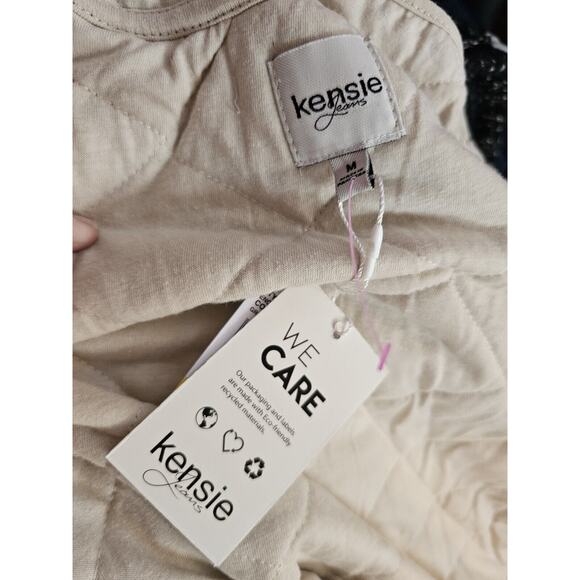 kensie
Jeans
M
WE
CARE
Our packaging and labels
are made with Eco-friendly
recycled materials.
kensie
Jeans